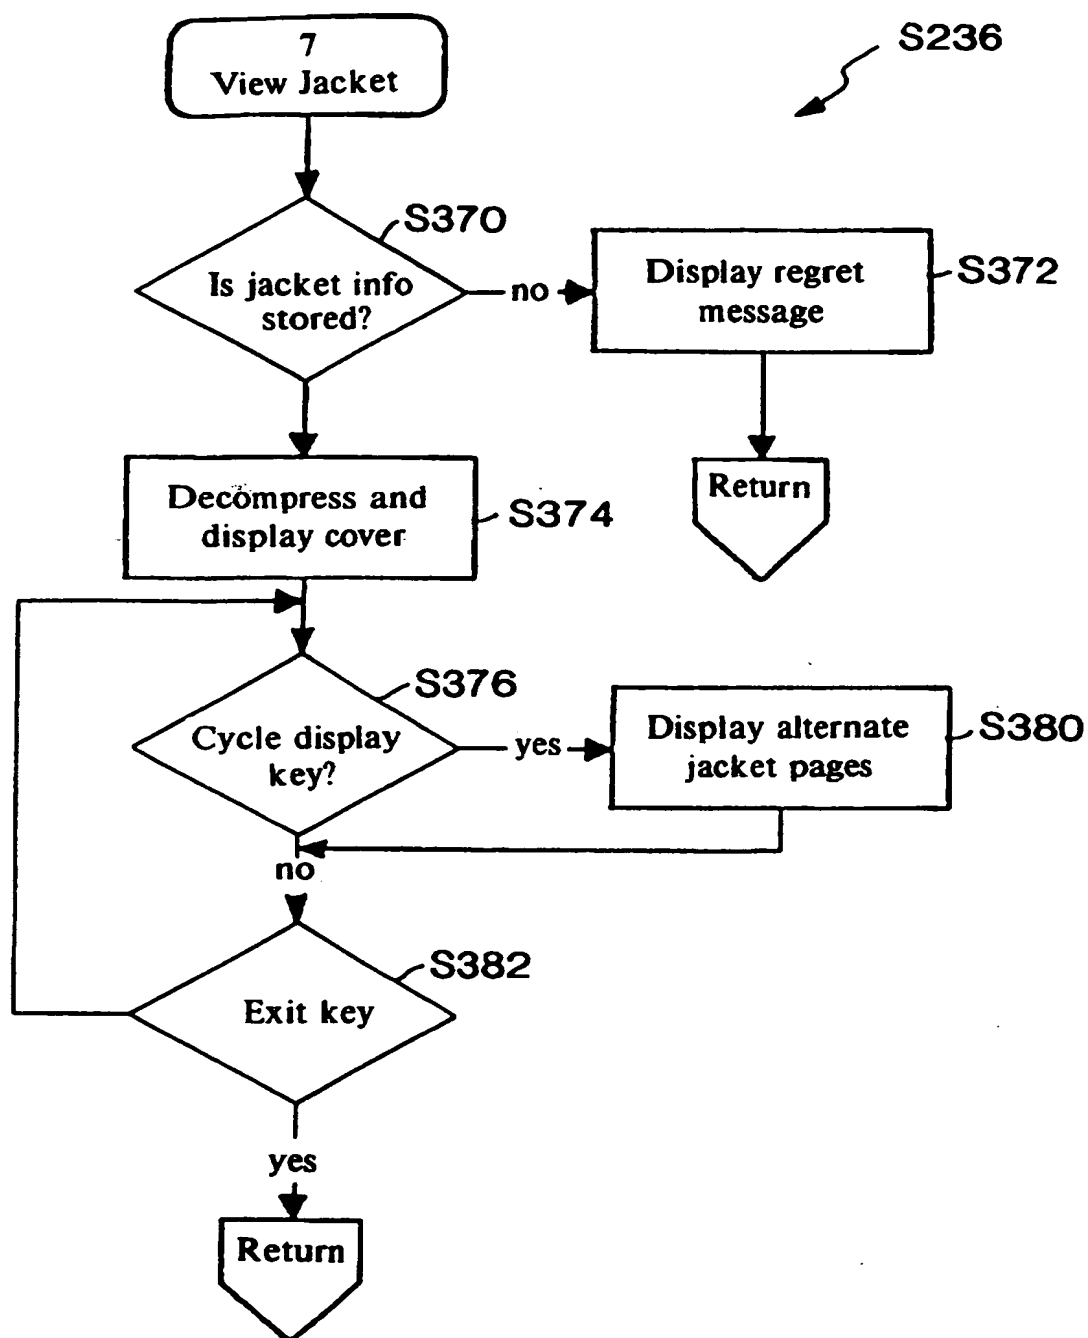 7
View Jacket
S236
S370
Is jacket info
stored?
no
Display regret
message
S372
Return
Decompress and
display cover
S374
S376
Cycle display
key?
yes
Display alternate
jacket pages
S380
no
S382
Exit key
yes
Return